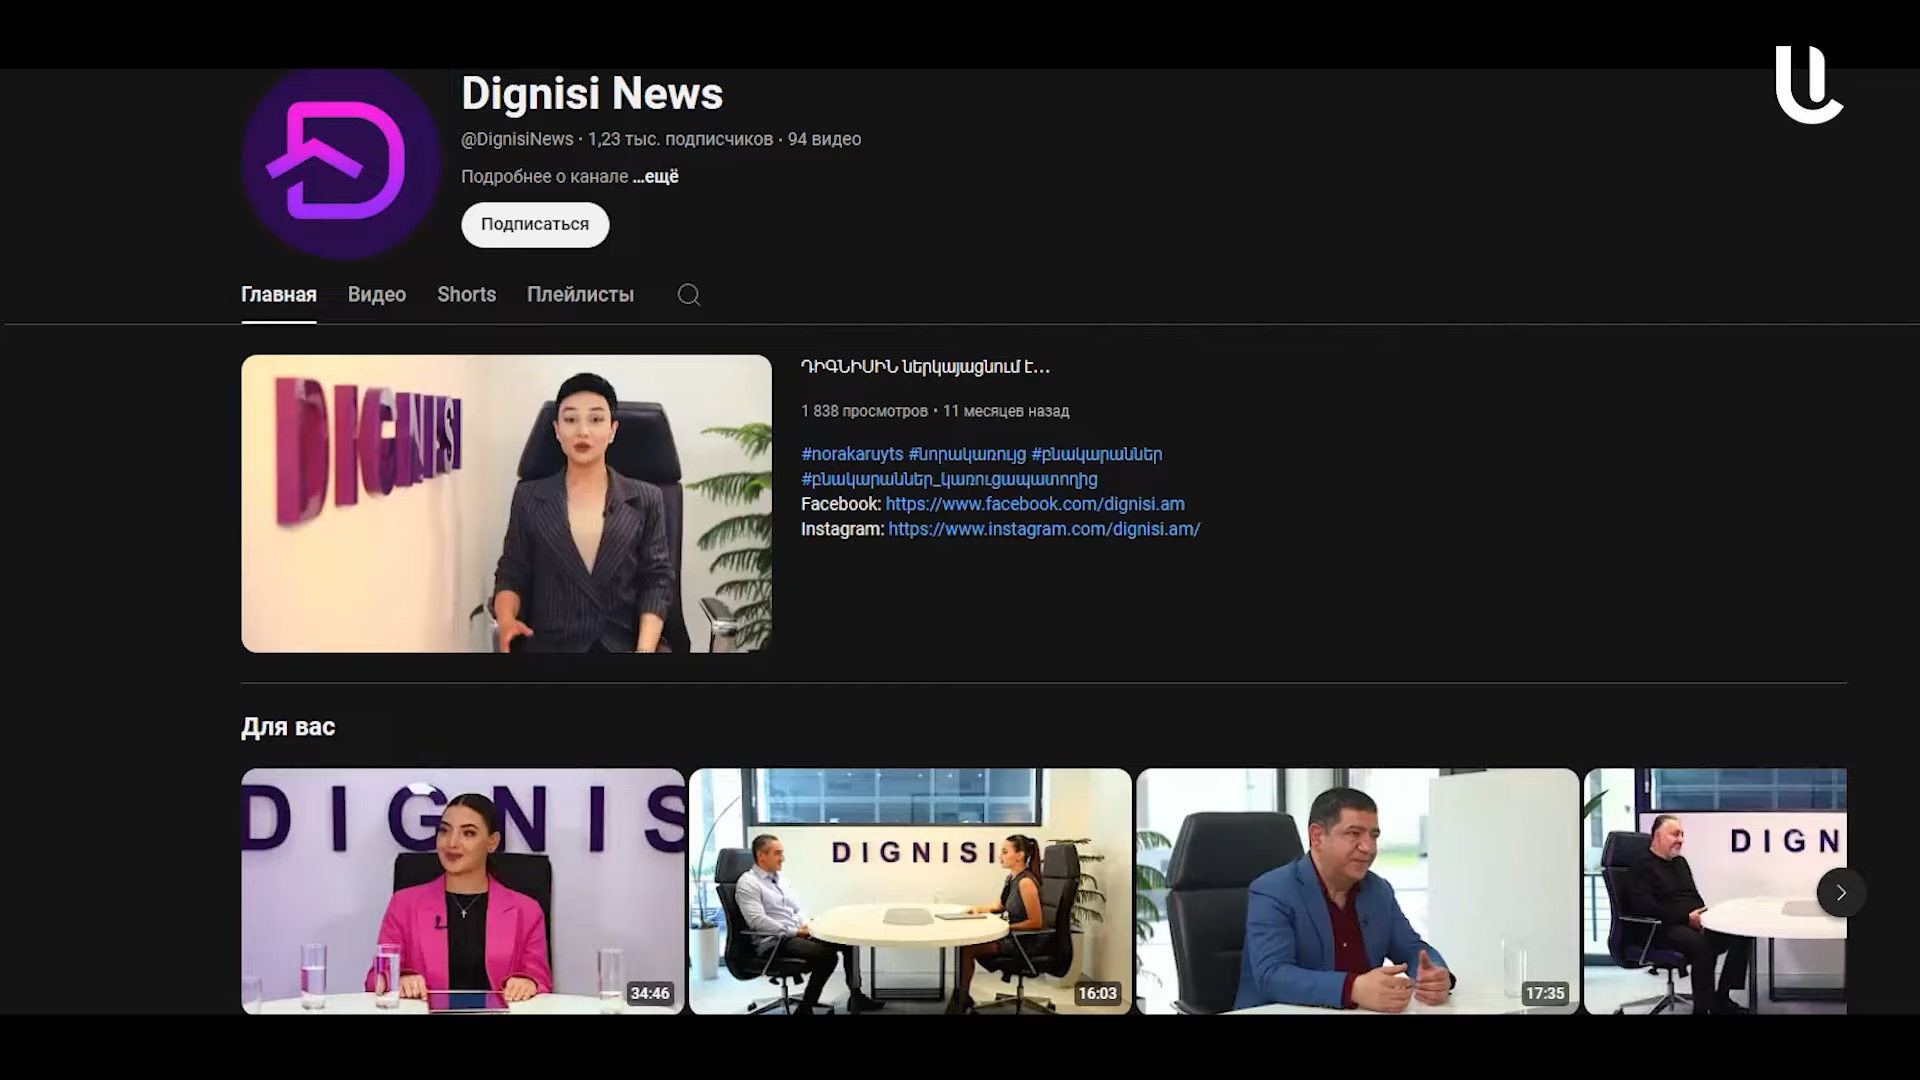 Dignisi News
@DignisiNews · 1,23 тыс. подписчиков · 94 видео
Подробнее о канале ...ещё
Подписаться
Главная Видео Shorts Плейлисты
DIGNISI
ԴԻԳՆԻՍԻՆ ներկայացնում է...
1 838 просмотров • 11 месяцев назад
#norakaruyts #նորակառույց #բնակարաններ
#բնակարաններ_կառուցապատողից
Facebook: https://www.facebook.com/dignisi.am
Instagram: https://www.instagram.com/dignisi.am/
Для вас
DIGNIS
34:46
DIGNISI
16:03
17:35
DIGN